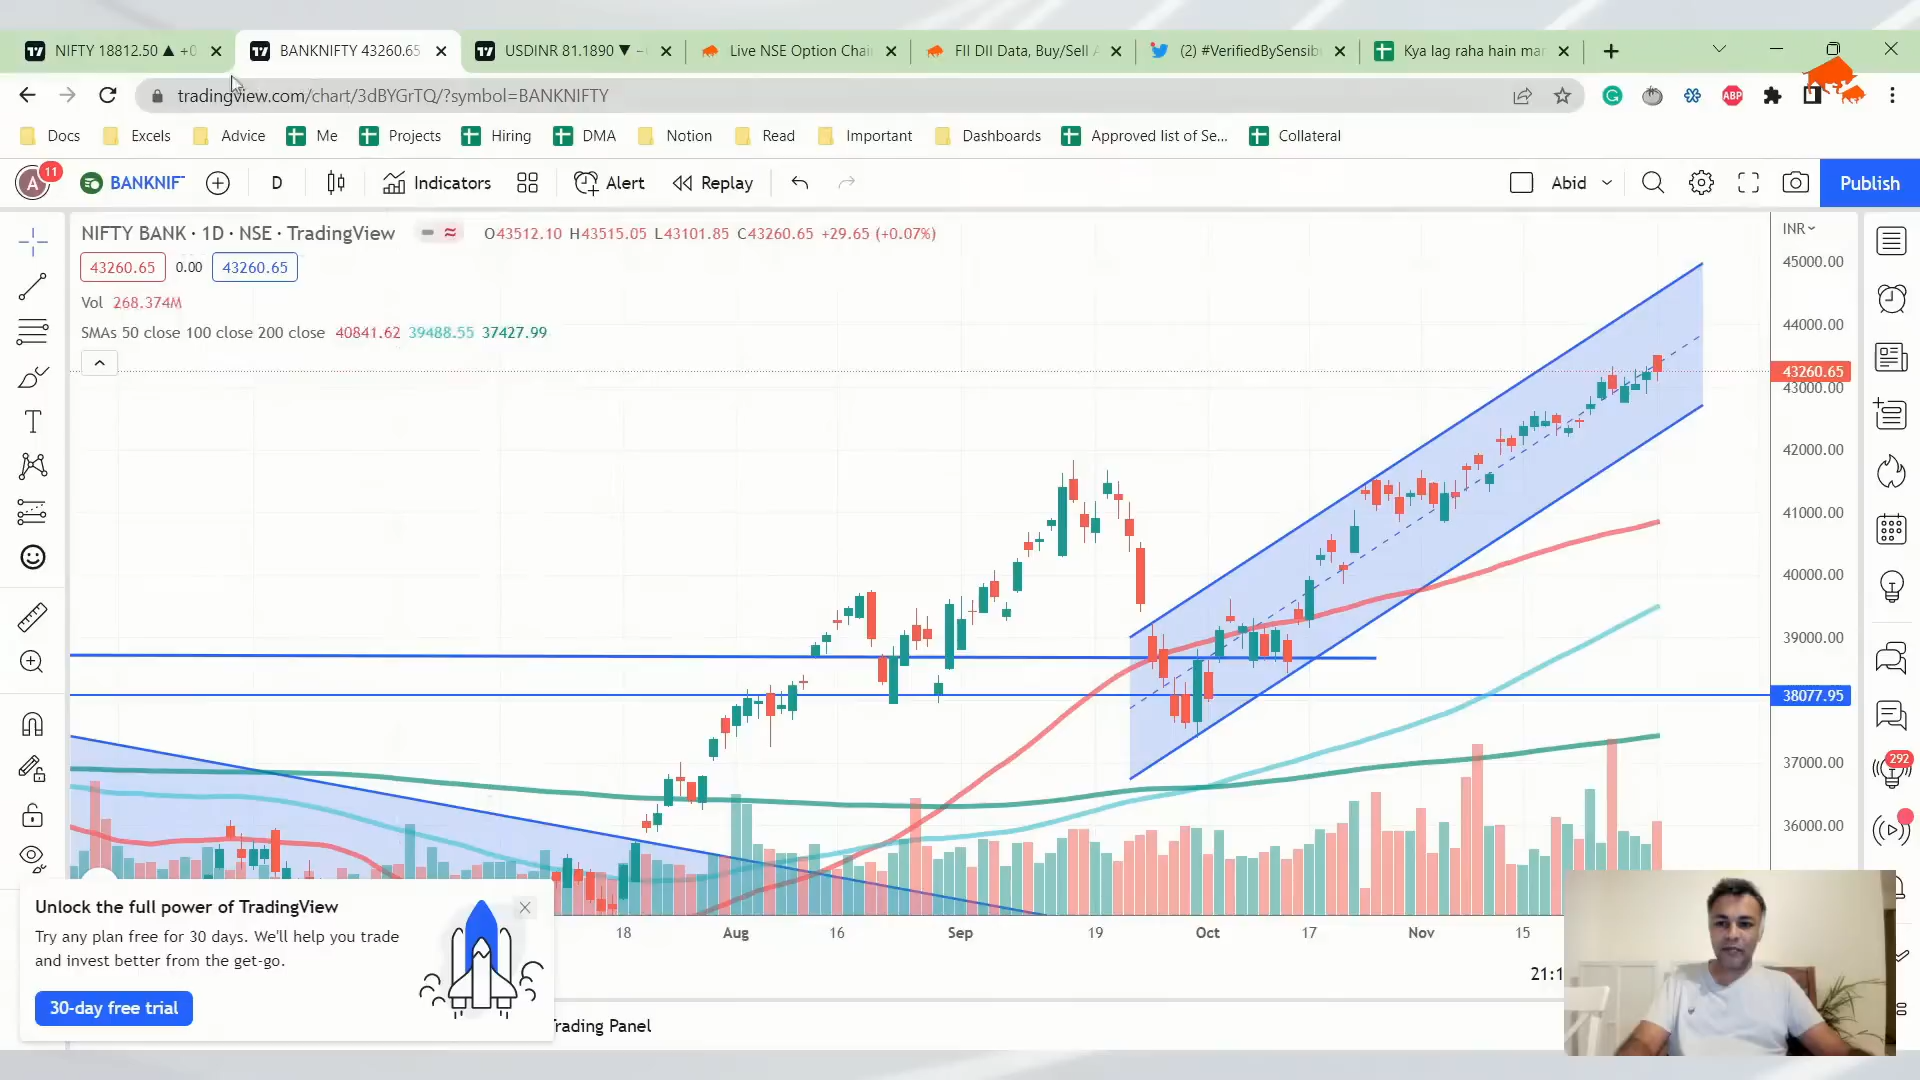 NIFTY 18812.50 ▲ +0
BANKNIFTY 43260.65
USDINR 81.1890 ▼ −
Live NSE Option Chai
FII DII Data, Buy/Sell A
(2) #VerifiedBySensib
Kya lag raha hain mar
tradingview.com/chart/3dBYGrTQ/?symbol=BANKNIFTY
ABP
Docs
Excels
Advice
Me
Projects
Hiring
DMA
Notion
Read
Important
Dashboards
Approved list of Se...
Collateral
A
11
BANKNIF
D
Indicators
Alert
Replay
Abid
Publish
NIFTY BANK · 1D · NSE · TradingView
O43512.10 H43515.05 L43101.85 C43260.65 +29.65 (+0.07%)
INR
43260.65
0.00
43260.65
Vol 268.374M
SMAs 50 close 100 close 200 close 40841.62 39488.55 37427.99
45000.00
44000.00
43260.65
43000.00
42000.00
41000.00
40000.00
39000.00
38077.95
37000.00
36000.00
292
18
Aug
16
Sep
19
Oct
17
Nov
15
21:1
Unlock the full power of TradingView
Try any plan free for 30 days. We'll help you trade
and invest better from the get-go.
30-day free trial
Trading Panel